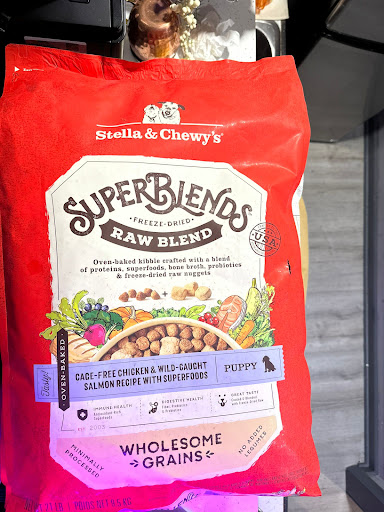 Stella & Chewy's
SUPERBLENDS
• FREEZE-DRIED •
RAW BLEND
Oven-baked kibble crafted with a blend
of proteins, superfoods, bone broth, probiotics
& freeze-dried raw nuggets
USA
+
OVEN-BAKED
Tasty!
CAGE-FREE CHICKEN & WILD-CAUGHT
SALMON RECIPE WITH SUPERFOODS
PUPPY
IMMUNE HEALTH
DIGESTIVE HEALTH
GREAT TASTE
MINIMALLY
PROCESSED
WHOLESOME
GRAINS
NO ADDED
LEGUMES